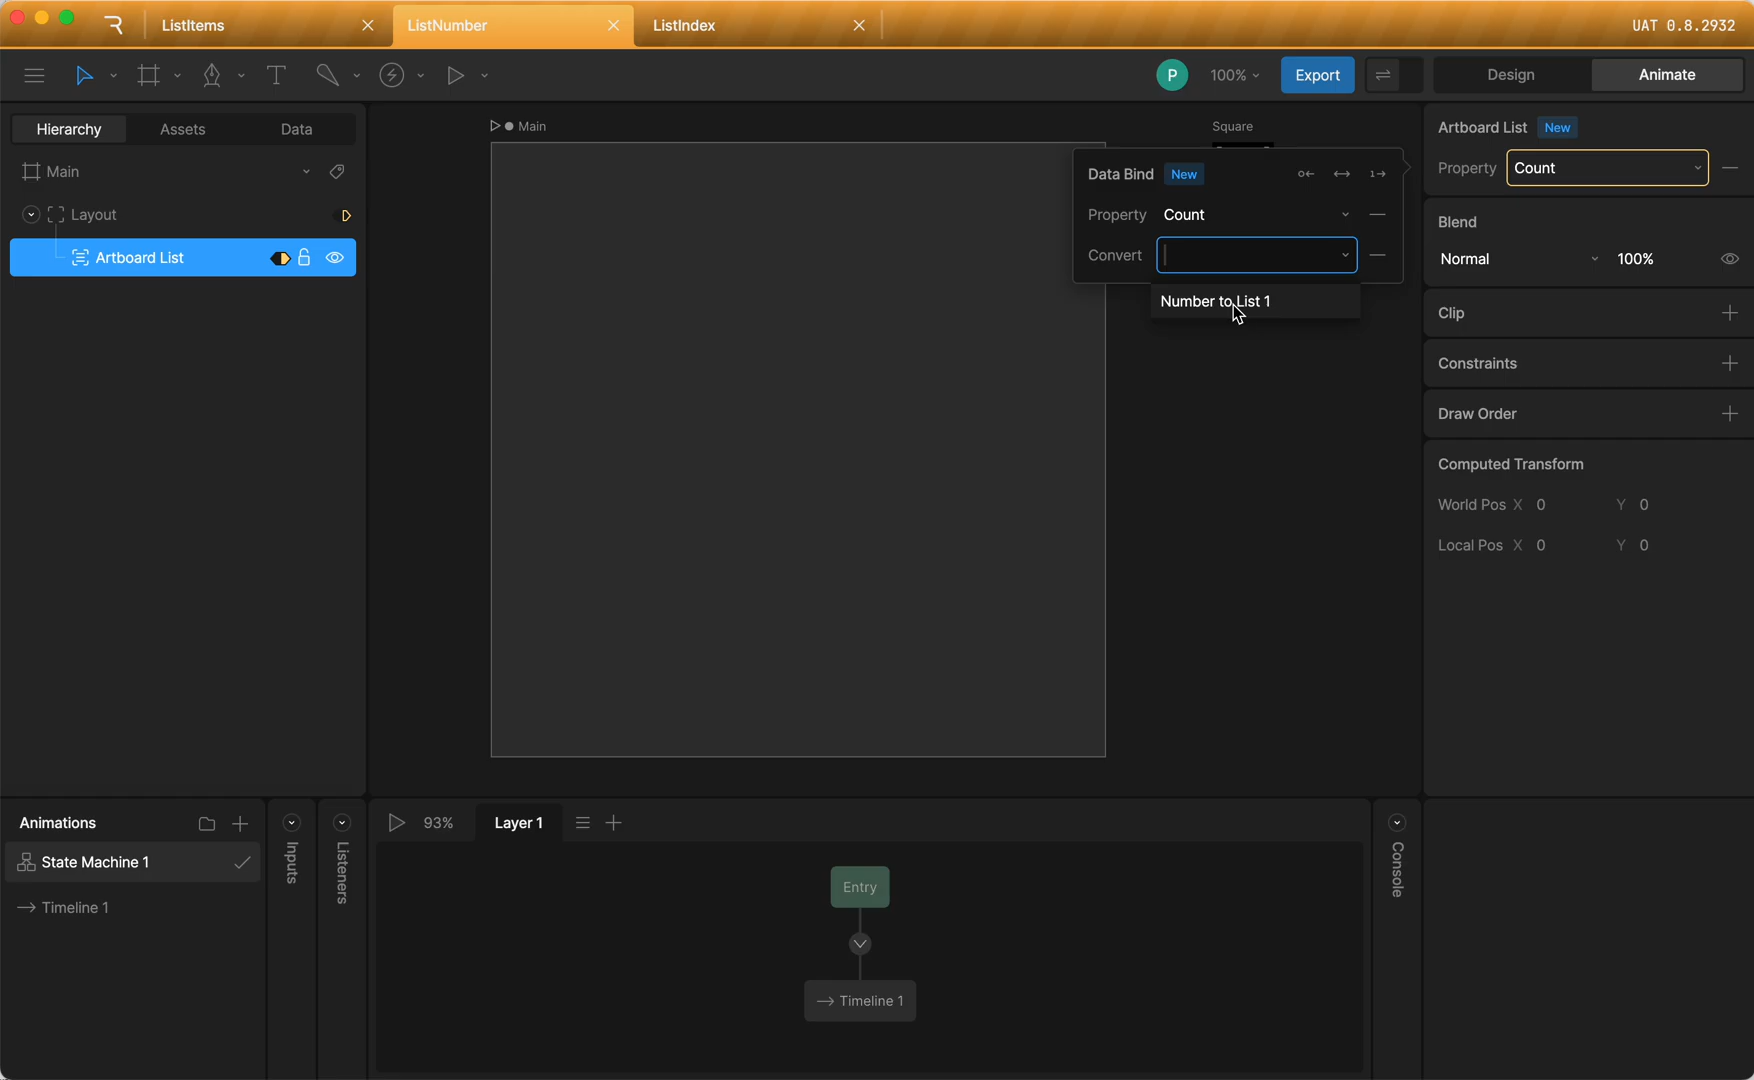 ListItems
ListNumber
ListIndex
UAT 0.8.2932
P
100%
Export
Design
Animate
Hierarchy
Assets
Data
Main
Layout
Artboard List
Main
Square
Data Bind New
Property Count
Convert
Number to List 1
Artboard List New
Property Count
Blend
Normal 100%
Clip
Constraints
Draw Order
Computed Transform
World Pos X 0 Y 0
Local Pos X 0 Y 0
Animations
State Machine 1
Timeline 1
Inputs
Listeners
93%
Layer 1
Entry
Timeline 1
Console